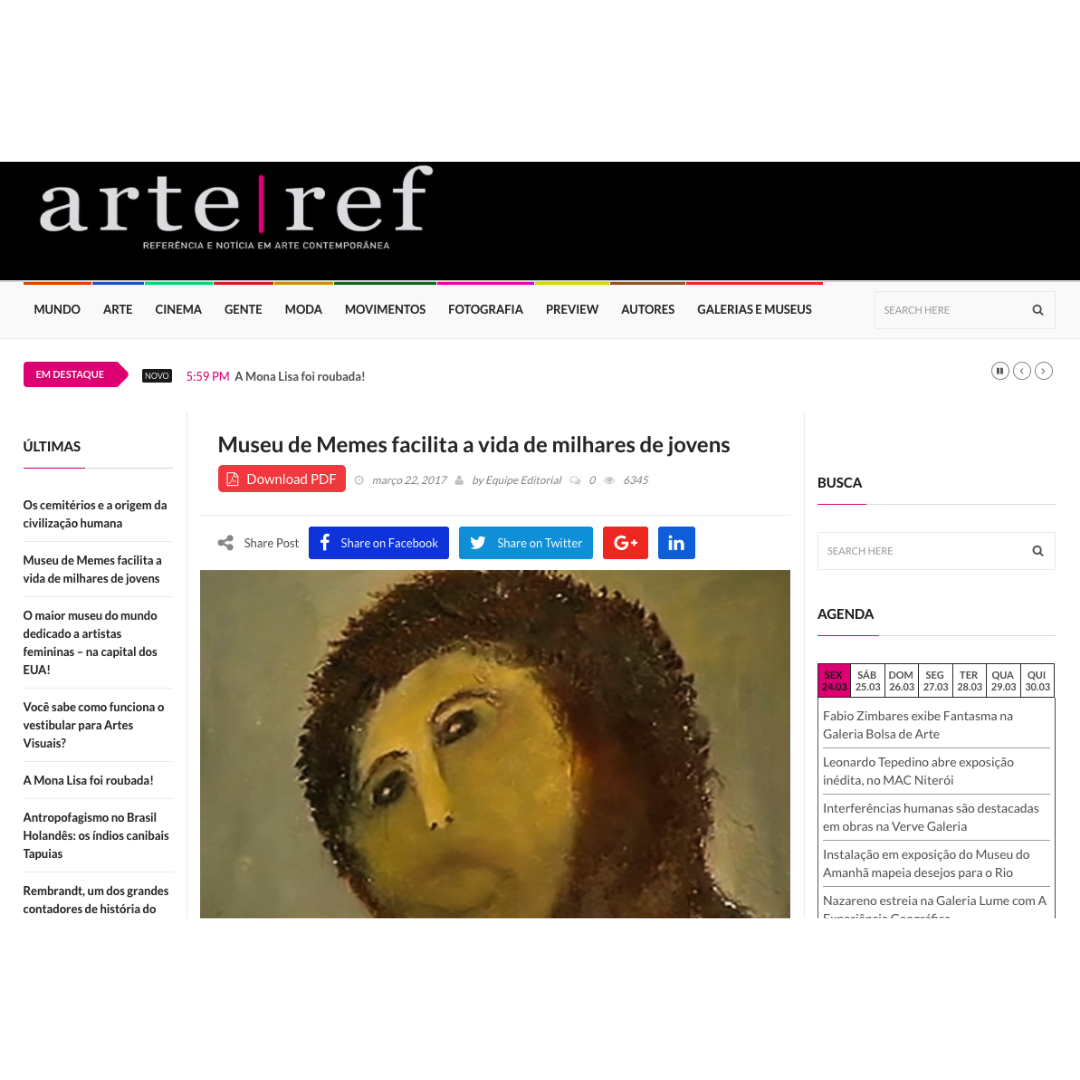 arte|ref
REFERÊNCIA E NOTÍCIA EM ARTE CONTEMPORÂNEA
MUNDO ARTE CINEMA GENTE MODA MOVIMENTOS FOTOGRAFIA PREVIEW AUTORES GALERIAS E MUSEUS SEARCH HERE
EM DESTAQUE NOVO 5:59 PM A Mona Lisa foi roubada!
ÚLTIMAS
Os cemitérios e a origem da
civilização humana
Museu de Memes facilita a
vida de milhares de jovens
O maior museu do mundo
dedicado a artistas
femininas – na capital dos
EUA!
Você sabe como funciona o
vestibular para Artes
Visuais?
A Mona Lisa foi roubada!
Antropofagismo no Brasil
Holandês: os índios canibais
Tapuias
Rembrandt, um dos grandes
contadores de história do
Museu de Memes facilita a vida de milhares de jovens
Download PDF março 22, 2017 by Equipe Editorial 0 6345
Share Post Share on Facebook Share on Twitter G+ in
BUSCA
SEARCH HERE
AGENDA
SEX SÁB DOM SEG TER QUA QUI
24.03 25.03 26.03 27.03 28.03 29.03 30.03
Fabio Zimbares exibe Fantasma na
Galeria Bolsa de Arte
Leonardo Tepedino abre exposição
inédita, no MAC Niterói
Interferências humanas são destacadas
em obras na Verve Galeria
Instalação em exposição do Museu do
Amanhã mapeia desejos para o Rio
Nazareno estreia na Galeria Lume com A
Experiência Geográfica